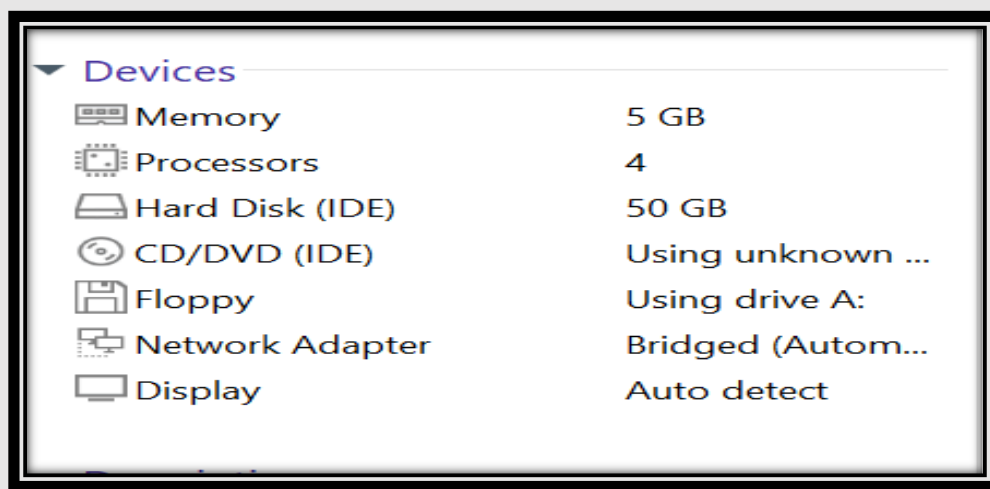 Devices
Memory 5 GB
Processors 4
Hard Disk (IDE) 50 GB
CD/DVD (IDE) Using unknown ...
Floppy Using drive A:
Network Adapter Bridged (Autom...
Display Auto detect